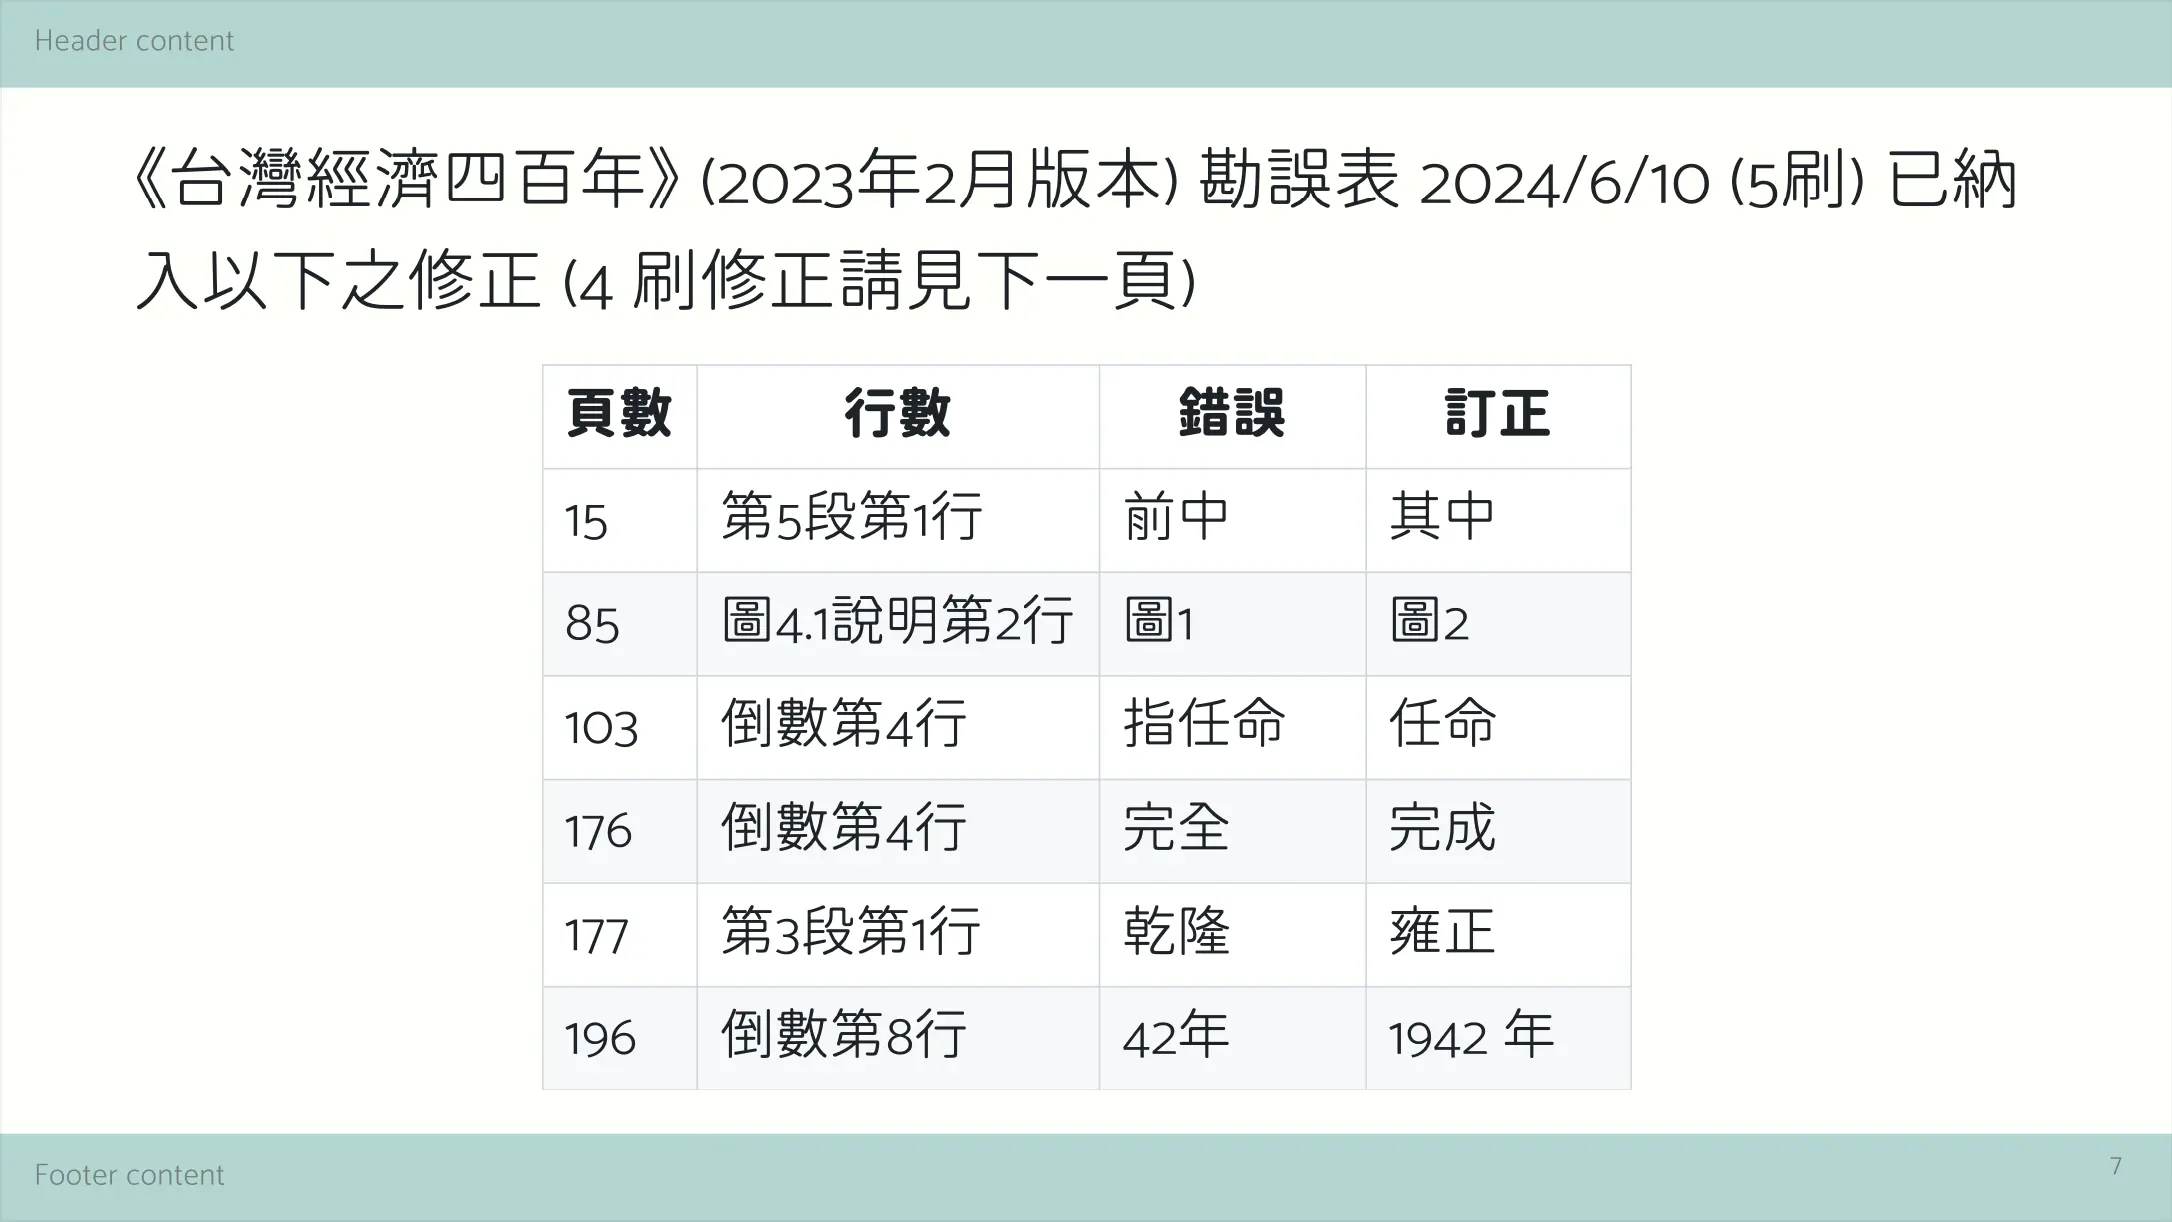 Header content
《台灣經濟四百年》(2023年2月版本) 勘誤表 2024/6/10 (5刷) 已納
入以下之修正 (4 刷修正請見下一頁)
頁數 行數 錯誤 訂正
15 第5段第1行 前中 其中
85 圖4.1說明第2行 圖1 圖2
103 倒數第4行 指任命 任命
176 倒數第4行 完全 完成
177 第3段第1行 乾隆 雍正
196 倒數第8行 42年 1942 年
Footer content
7